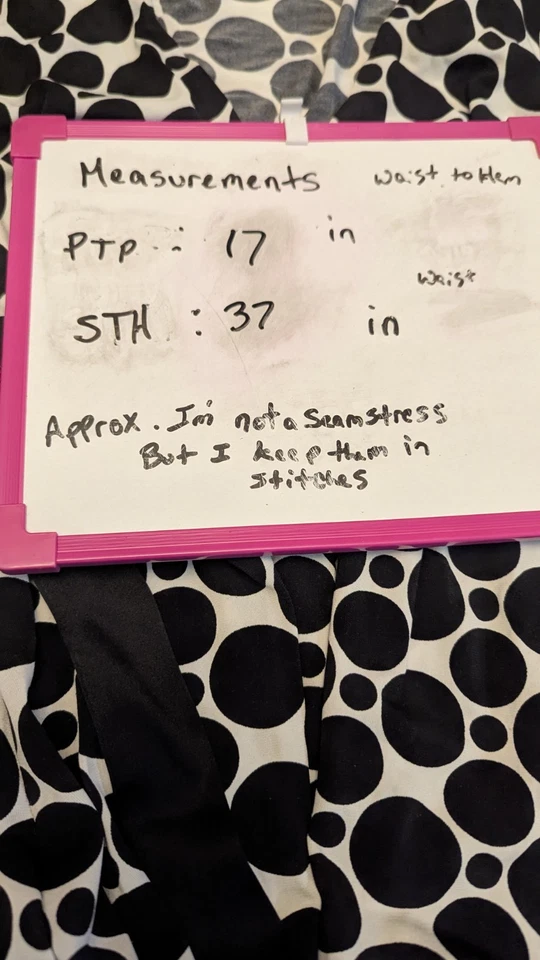 Measurements
Waist to Hem
PTP : 17 in
Waist
STH : 37 in
Approx. I'm not a Seamstress
But I keep them in
stitches